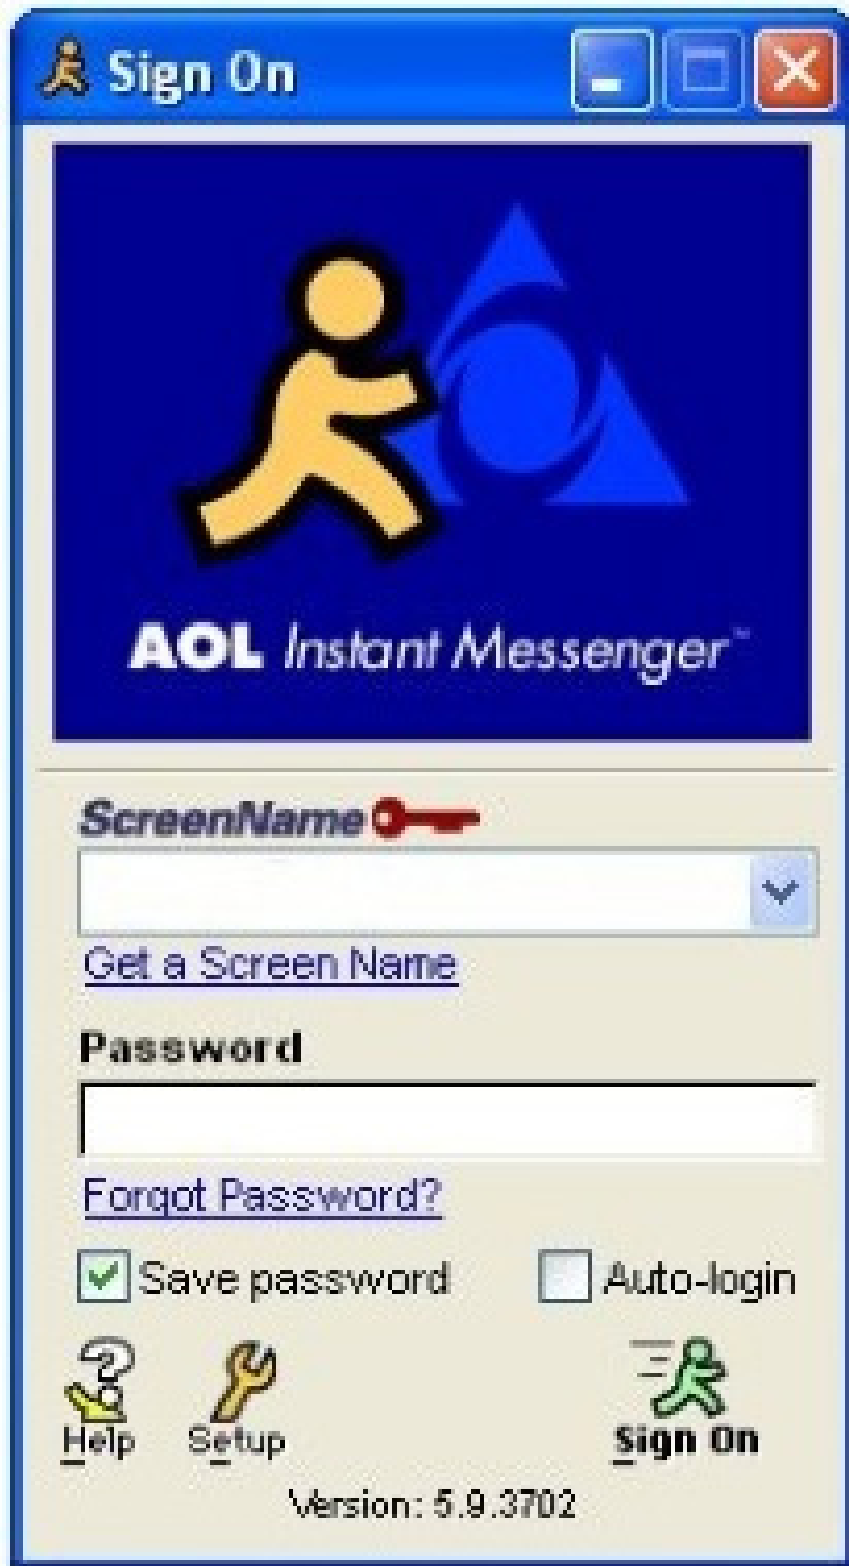 Sign On
AOL Instant Messenger™
ScreenName
Get a Screen Name
Password
Forgot Password?
Save password Auto-login
Help Setup Sign On
Version: 5.9.3702